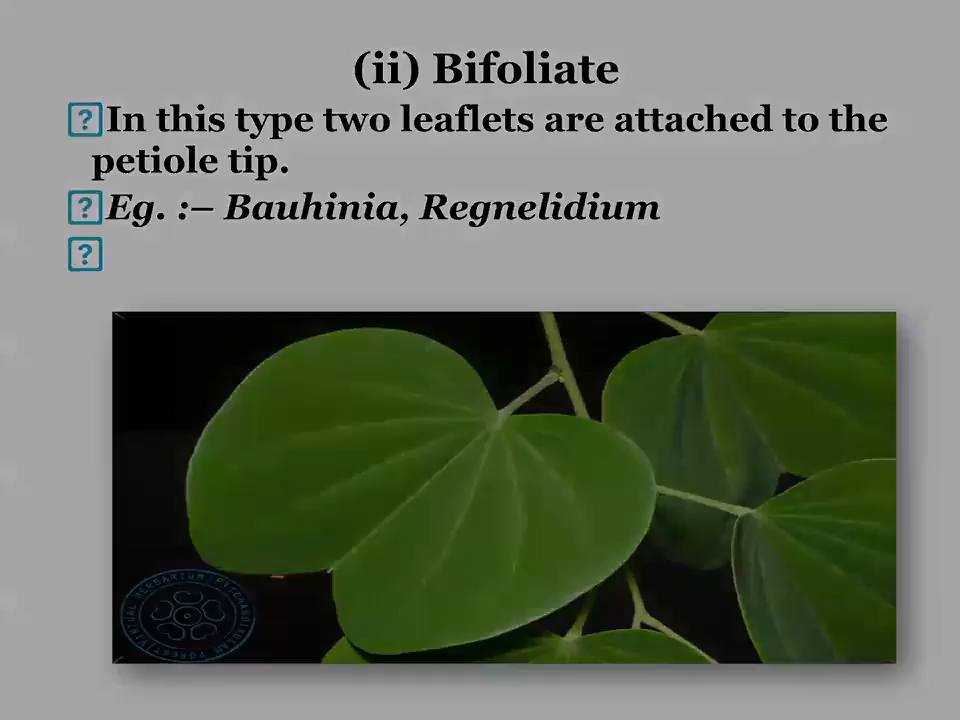 (ii) Bifoliate
In this type two leaflets are attached to the
petiole tip.
Eg. :– Bauhinia, Regnelidium